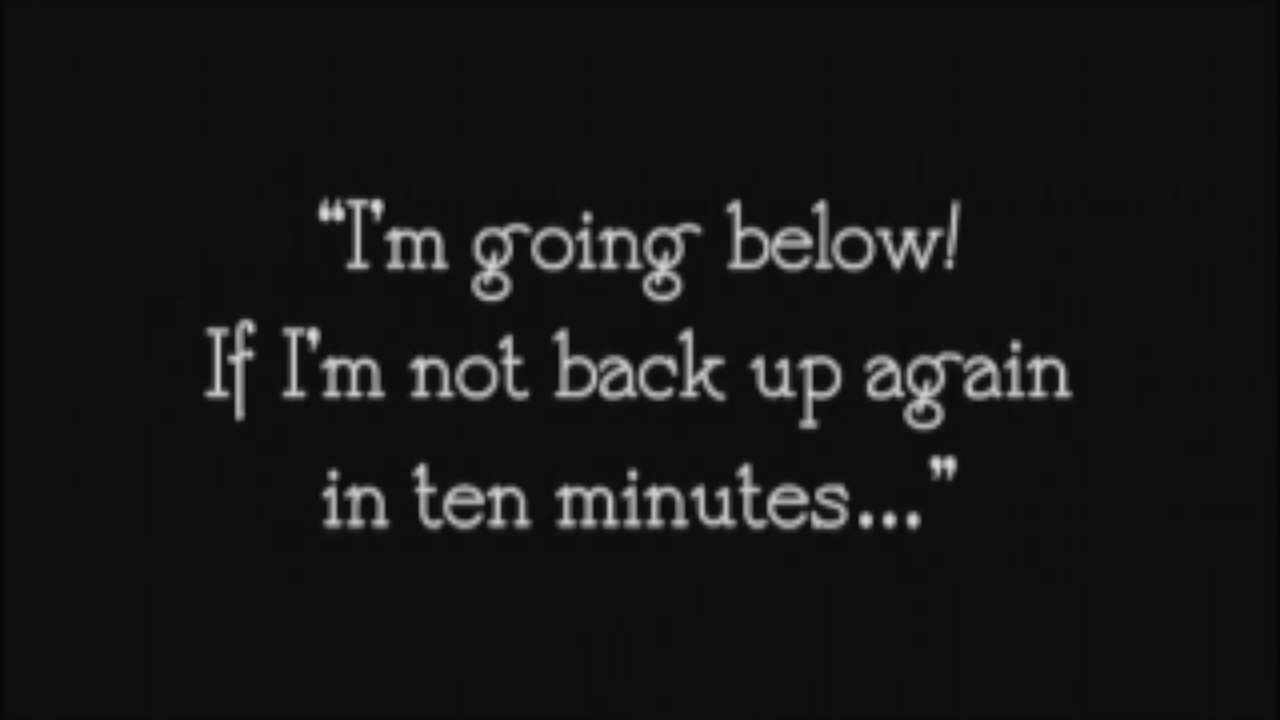 “I'm going below!
If I'm not back up again
in ten minutes...”